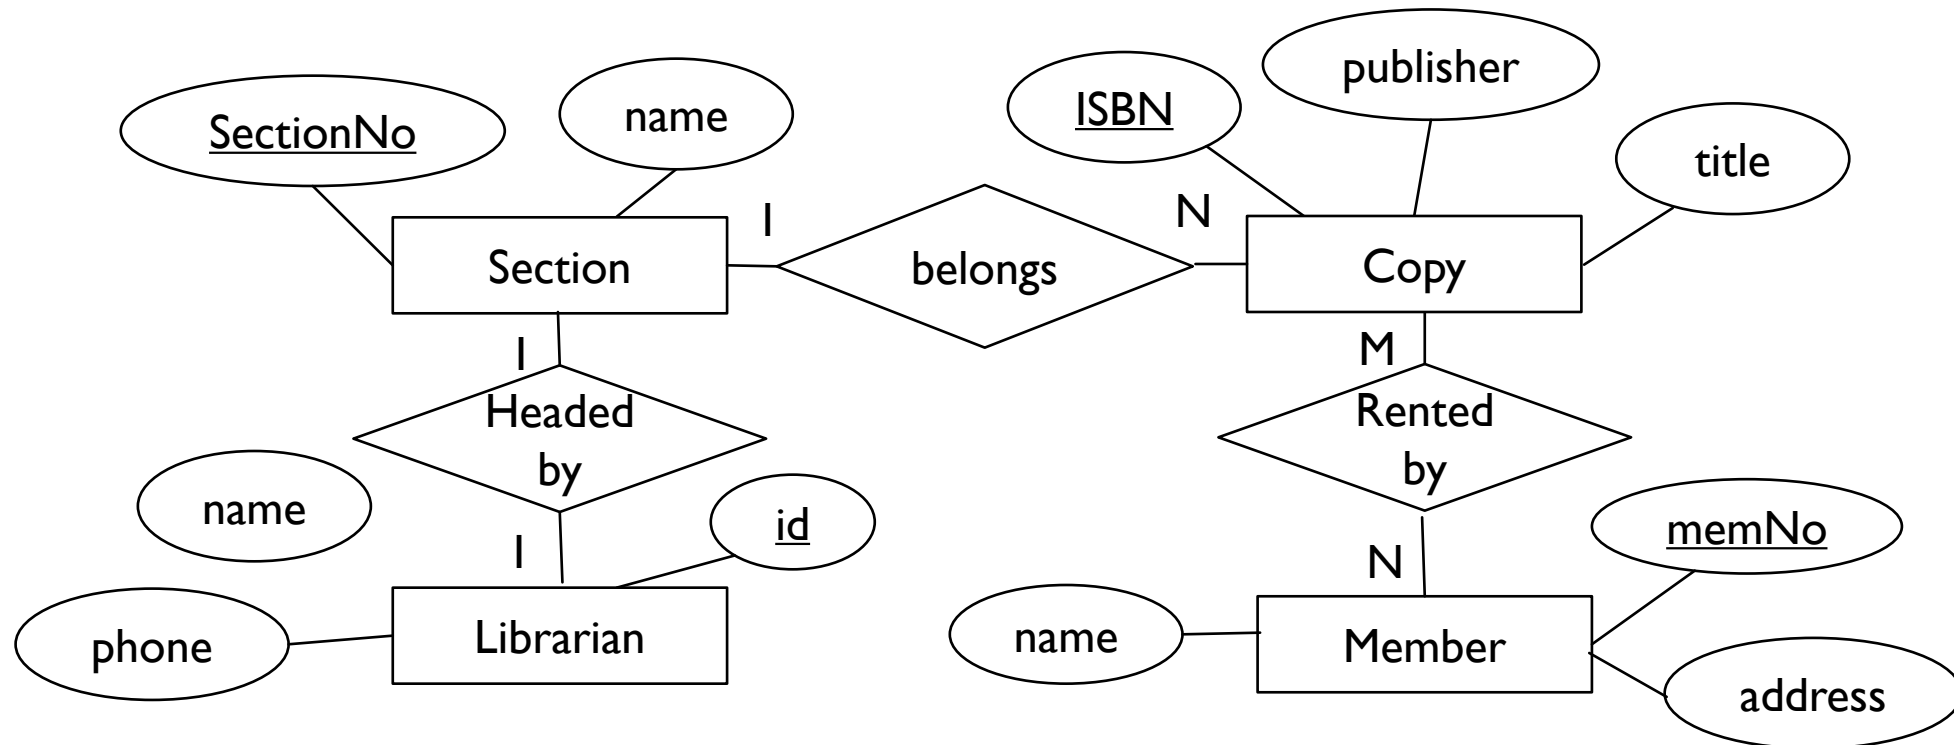 publisher
SectionNo
name
ISBN
title
1
N
Section
belongs
Copy
1
M
Headed
by
Rented
by
name
id
memNo
1
N
phone
Librarian
name
Member
address